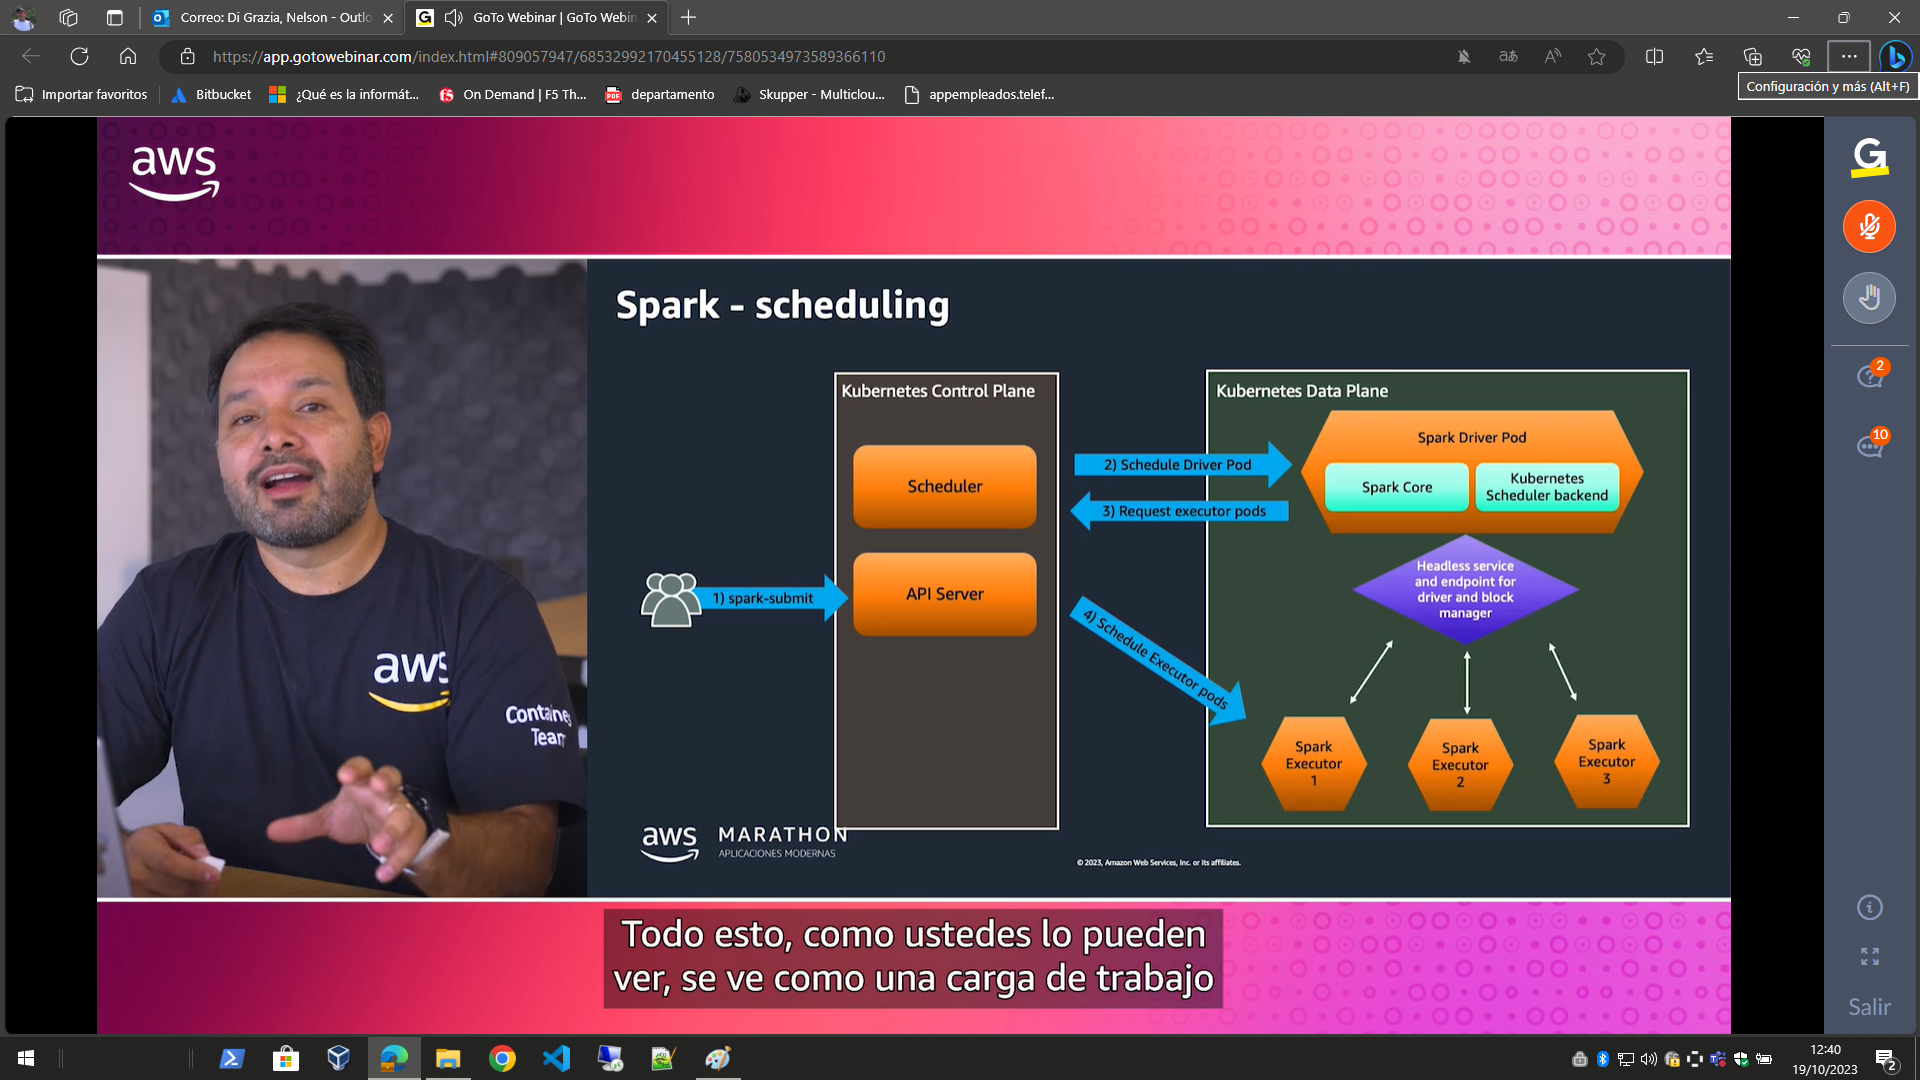 Correo: Di Grazia, Nelson - Outlo
GoTo Webinar | GoTo Webin
https://app.gotowebinar.com/index.html#809057947/68532992170455128/7580534973589366110
Importar favoritos
Bitbucket
¿Qué es la informát...
On Demand | F5 Th...
departamento
Skupper - Multiclou...
appempleados.telef...
Configuración y más (Alt+F)
aws
Spark - scheduling
Kubernetes Control Plane
Scheduler
API Server
1) spark-submit
2) Schedule Driver Pod
3) Request executor pods
4) Schedule Executor pods
Kubernetes Data Plane
Spark Driver Pod
Spark Core
Kubernetes
Scheduler backend
Headless service
and endpoint for
driver and block
manager
Spark
Executor
1
Spark
Executor
2
Spark
Executor
3
aws
Container
Team
aws
MARATHON
APLICACIONES MODERNAS
© 2023, Amazon Web Services, Inc. or its affiliates.
Todo esto, como ustedes lo pueden
ver, se ve como una carga de trabajo
2
10
Salir
12:40
19/10/2023
2